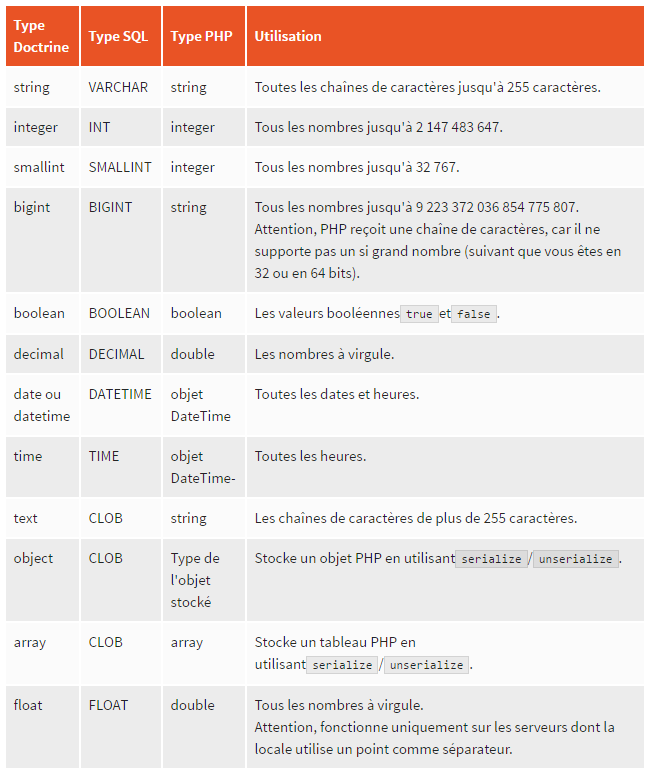 Type Doctrine Type SQL Type PHP Utilisation
string VARCHAR string Toutes les chaînes de caractères jusqu'à 255 caractères.
integer INT integer Tous les nombres jusqu'à 2 147 483 647.
smallint SMALLINT integer Tous les nombres jusqu'à 32 767.
bigint BIGINT string Tous les nombres jusqu'à 9 223 372 036 854 775 807.
Attention, PHP reçoit une chaîne de caractères, car il ne
supporte pas un si grand nombre (suivant que vous êtes en
32 ou en 64 bits).
boolean BOOLEAN boolean Les valeurs booléennes true et false .
decimal DECIMAL double Les nombres à virgule.
date ou DATETIME objet Toutes les dates et heures.
datetime DateTime
time TIME objet Toutes les heures.
DateTime-
text CLOB string Les chaînes de caractères de plus de 255 caractères.
object CLOB Type de Stocke un objet PHP en utilisant serialize / unserialize .
l'objet
stocké
array CLOB array Stocke un tableau PHP en
utilisant serialize / unserialize .
float FLOAT double Tous les nombres à virgule.
Attention, fonctionne uniquement sur les serveurs dont la
locale utilise un point comme séparateur.